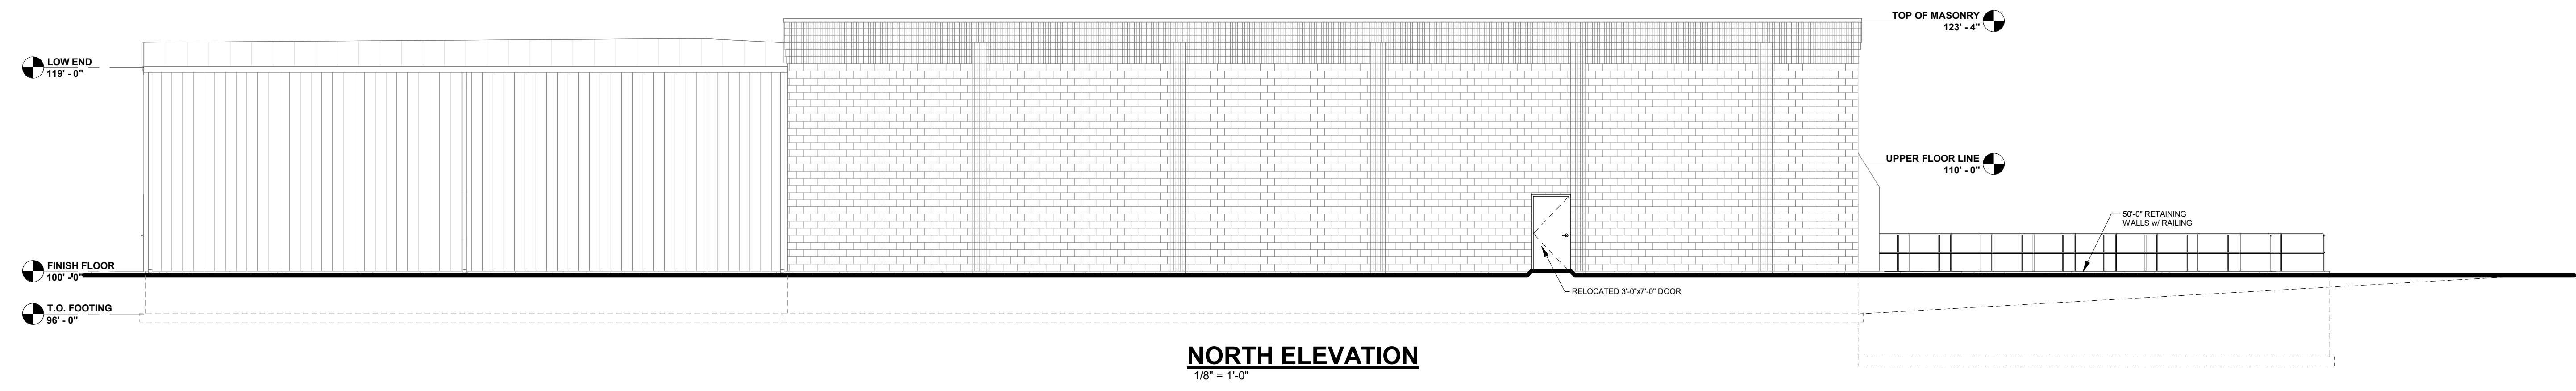 TOP OF MASONRY
123' - 4"
LOW END
119' - 0"
UPPER FLOOR LINE
110' - 0"
50'-0" RETAINING
WALLS w/ RAILING
FINISH FLOOR
100' - 0"
RELOCATED 3'-0"x7'-0" DOOR
T.O. FOOTING
96' - 0"
NORTH ELEVATION
1/8" = 1'-0"